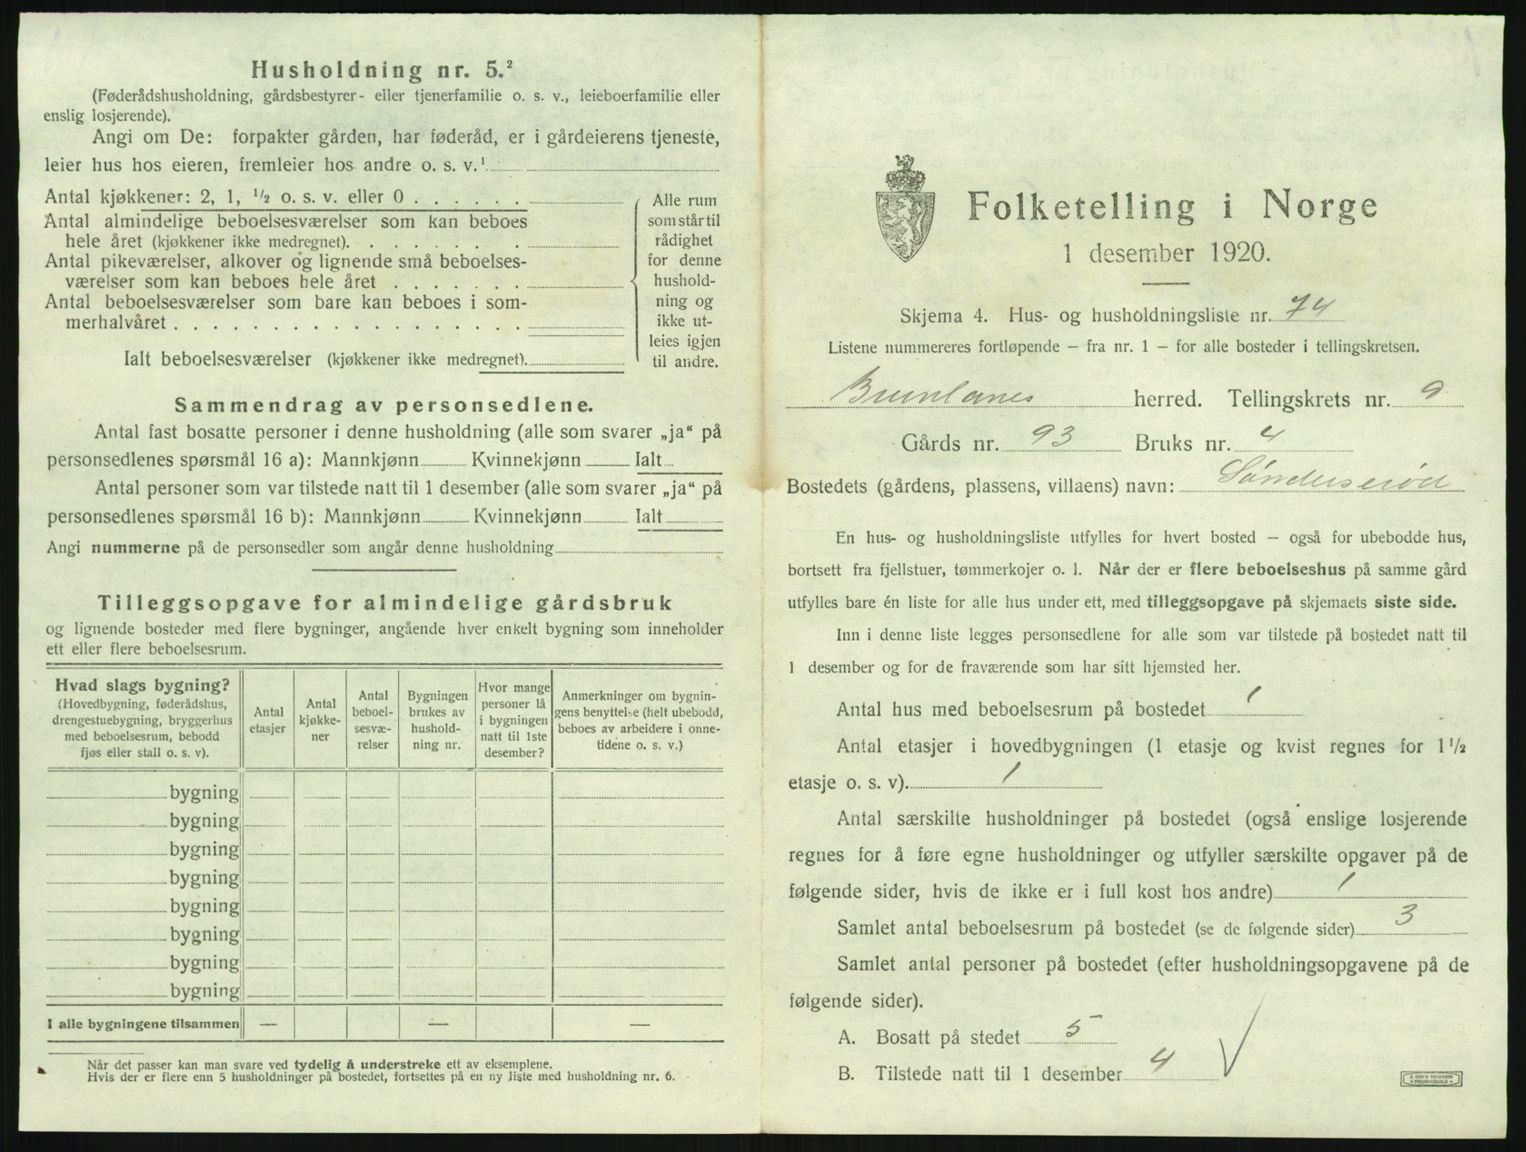 Husholdning nr. 5.²
(Føderådshusholdning, gårdsbestyrer- eller tjenerfamilie o. s. v., leieboerfamilie eller
enslig losjerende).
Angi om De: forpakter gården, har føderåd, er i gårdeierens tjeneste,
leier hus hos eieren, fremleier hos andre o. s. v.¹
Antal kjøkkener: 2, 1, ½ o. s. v. eller 0 . . . . . .
Antal almindelige beboelsesværelser som kan beboes
hele året (kjøkkener ikke medregnet). . . . . . . .
Antal pikeværelser, alkover og lignende små beboelses-
værelser som kan beboes hele året . . . . . . .
Antal beboelsesværelser som bare kan beboes i som-
merhalvåret . . . . . . . . . . . . . . . . . .
Ialt beboelsesværelser (kjøkkener ikke medregnet).
Alle rum
som står til
rådighet
for denne
hushold-
ning og
ikke ut-
leies igjen
til andre.
Sammendrag av personsedlene.
Antal fast bosatte personer i denne husholdning (alle som svarer „ja“ på
personsedlenes spørsmål 16 a): Mannkjønn Kvinnekjønn Ialt
Antal personer som var tilstede natt til 1 desember (alle som svarer „ja“ på
personsedlenes spørsmål 16 b): Mannkjønn Kvinnekjønn Ialt
Angi nummerne på de personsedler som angår denne husholdning
Tilleggsopgave for almindelige gårdsbruk
og lignende bosteder med flere bygninger, angående hver enkelt bygning som inneholder
ett eller flere beboelsesrum.
Hvad slags bygning?
(Hovedbygning, føderådshus,
drengestuebygning, bryggerhus
med beboelsesrum, bebodd
fjøs eller stall o. s. v).
Antal
etasjer
Antal
kjøkke-
ner
Antal
beboel-
sesvæ-
relser
Bygningen
brukes av
hushold-
ning nr.
Hvor mange
personer lå
i bygningen
natt til 1ste
desember?
Anmerkninger om bygnin-
gens benyttelse (helt ubebodd,
beboes av arbeidere i onne-
tidene o. s. v.)
bygning
bygning
bygning
bygning
bygning
bygning
bygning
bygning
I alle bygningene tilsammen — — —
Når det passer kan man svare ved tydelig å understreke ett av eksemplene.
Hvis der er flere enn 5 husholdninger på bostedet, fortsettes på en ny liste med husholdning nr. 6.
Folketelling i Norge
1 desember 1920.
Skjema 4. Hus- og husholdningsliste nr. 74
Listene nummereres fortløpende — fra nr. 1 — for alle bosteder i tellingskretsen.
Brunlanes herred. Tellingskrets nr. 9
Gårds nr. 93 Bruks nr. 4
Bostedets (gårdens, plassens, villaens) navn: Sønderserød
En hus- og husholdningsliste utfylles for hvert bosted — også for ubebodde hus,
bortsett fra fjellstuer, tømmerkojer o. l. Når der er flere beboelseshus på samme gård
utfylles bare én liste for alle hus under ett, med tilleggsopgave på skjemaets siste side.
Inn i denne liste legges personsedlene for alle som var tilstede på bostedet natt til
1 desember og for de fraværende som har sitt hjemsted her.
Antal hus med beboelsesrum på bostedet 1
Antal etasjer i hovedbygningen (1 etasje og kvist regnes for 1½
etasje o. s. v). 1
Antal særskilte husholdninger på bostedet (også enslige losjerende
regnes for å føre egne husholdninger og utfyller særskilte opgaver på de
følgende sider, hvis de ikke er i full kost hos andre) 1
Samlet antal beboelsesrum på bostedet (se de følgende sider) 3
Samlet antal personer på bostedet (efter husholdningsopgavene på de
følgende sider).
A. Bosatt på stedet 5
B. Tilstede natt til 1 desember 4